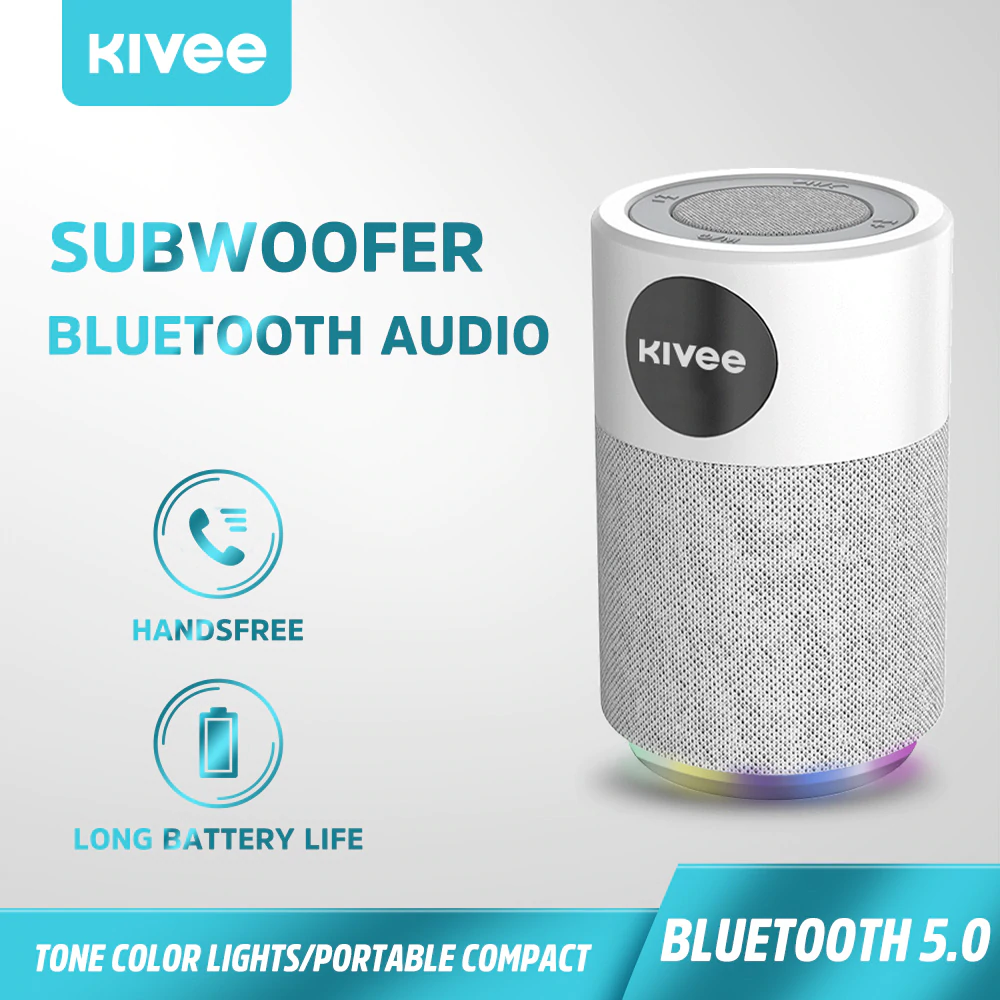 KIVee
SUBWOOFER
BLUETOOTH AUDIO
KIVee
HANDSFREE
LONG BATTERY LIFE
TONE COLOR LIGHTS/PORTABLE COMPACT
BLUETOOTH 5.0